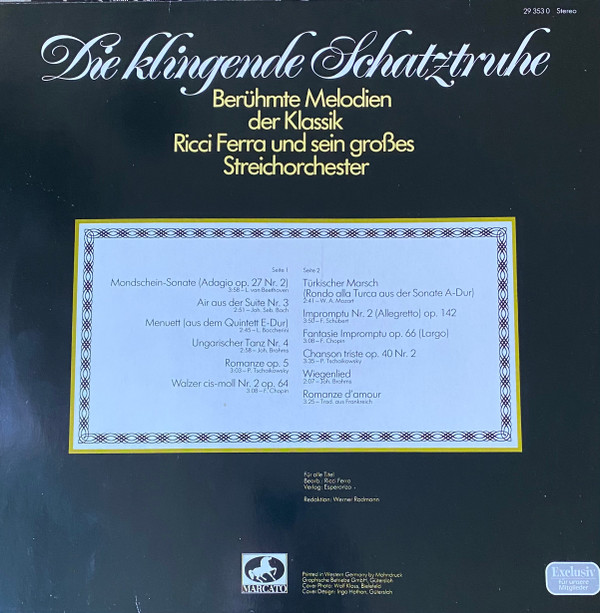 29 353 0 Stereo
Die klingende Schatztruhe
Berühmte Melodien
der Klassik
Ricci Ferra und sein großes
Streichorchester
Seite 1
Mondschein-Sonate (Adagio op. 27 Nr. 2)
3:58 – L. van Beethoven
Air aus der Suite Nr. 3
2:51 – Joh. Seb. Bach
Menuett (aus dem Quintett E-Dur)
2:45 – L. Boccherini
Ungarischer Tanz Nr. 4
2:58 – Joh. Brahms
Romanze op. 5
3:03 – P. Tschaikowsky
Walzer cis-moll Nr. 2 op. 64
3:08 – F. Chopin
Seite 2
Türkischer Marsch
(Rondo alla Turca aus der Sonate A-Dur)
2:41 – W. A. Mozart
Impromptu Nr. 2 (Allegretto) op. 142
3:50 – F. Schubert
Fantasie Impromptu op. 66 (Largo)
3:08 – F. Chopin
Chanson triste op. 40 Nr. 2
3:35 – P. Tschaikowsky
Wiegenlied
2:07 – Joh. Brahms
Romanze d'amour
3:25 – Trad. aus Frankreich
Für alle Titel
Bearb.: Ricci Ferra
Verlag: Esperanza
Redaktion: Werner Radmann
MARCATO
Printed in Western Germany by Mohndruck
Graphische Betriebe GmbH, Gütersloh
Cover Photo: Wolf Kloss, Bielefeld
Cover Design: Ingo Hathan, Gütersloh
Exclusiv
für unsere
Mitglieder